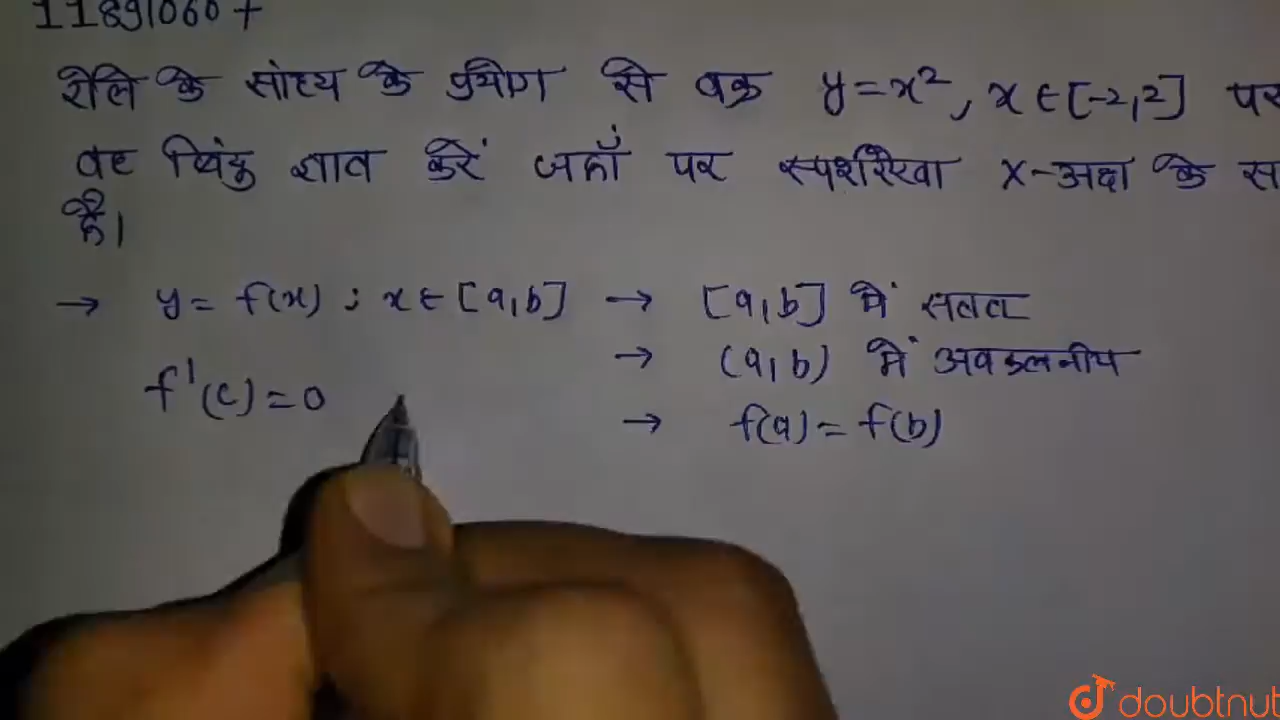 11891060 +
रोले के सांध्य के प्रयोग से वक्र y = x², x ∈ [-2,2] पर
वह बिंदु ज्ञात करें जहाँ पर स्पर्शरेखा x-अक्ष के स
है।
→ y = f(x) ; x ∈ [a,b] → [a,b] में सतत
→ (a,b) में अवकलनीय
f'(c) = 0
→ f(a) = f(b)
doubtnut